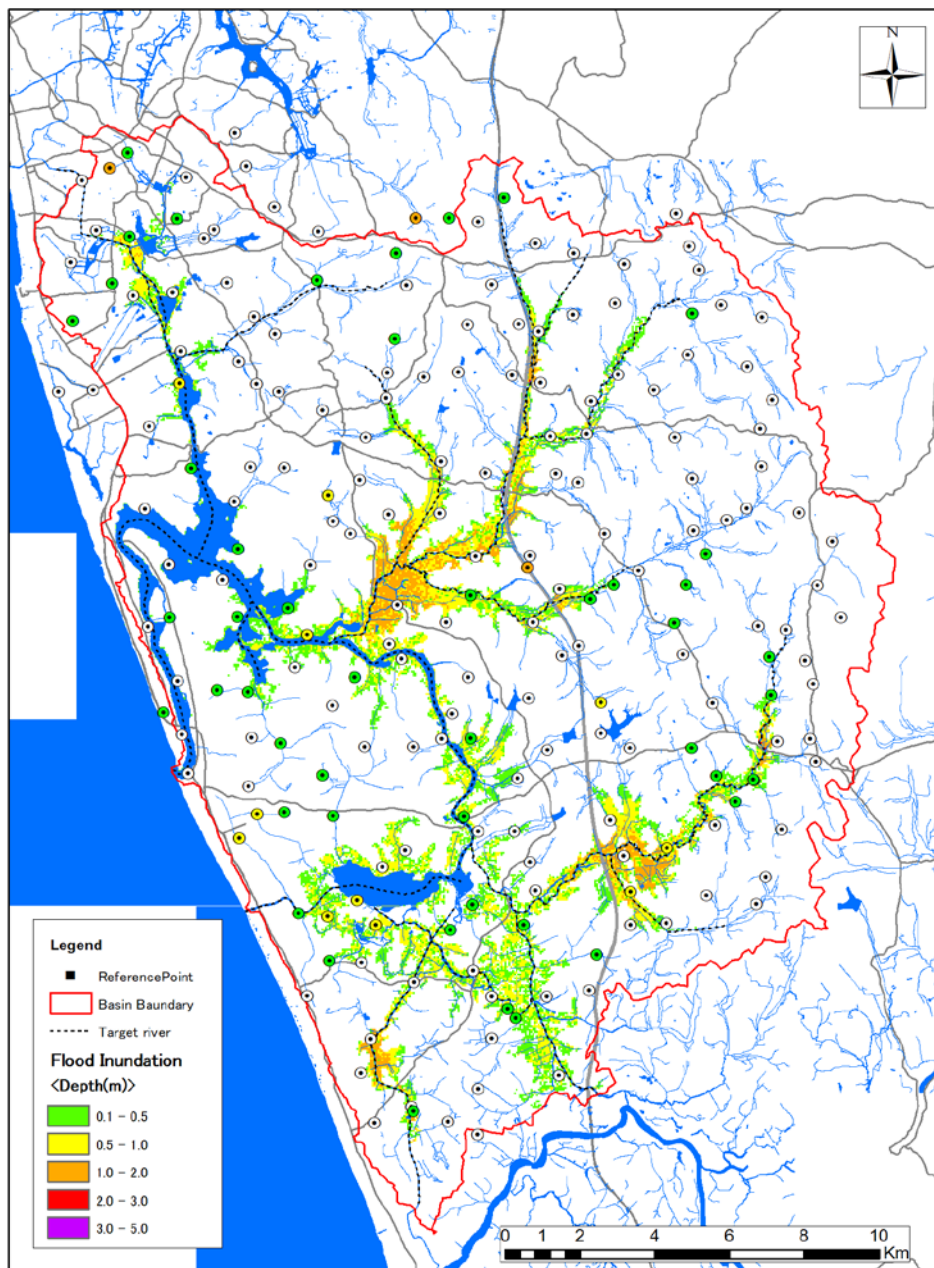 N
Legend
ReferencePoint
Basin Boundary
Target river
Flood Inundation
<Depth(m)>
0.1 - 0.5
0.5 - 1.0
1.0 - 2.0
2.0 - 3.0
3.0 - 5.0
0 1 2 4 6 8 10
Km